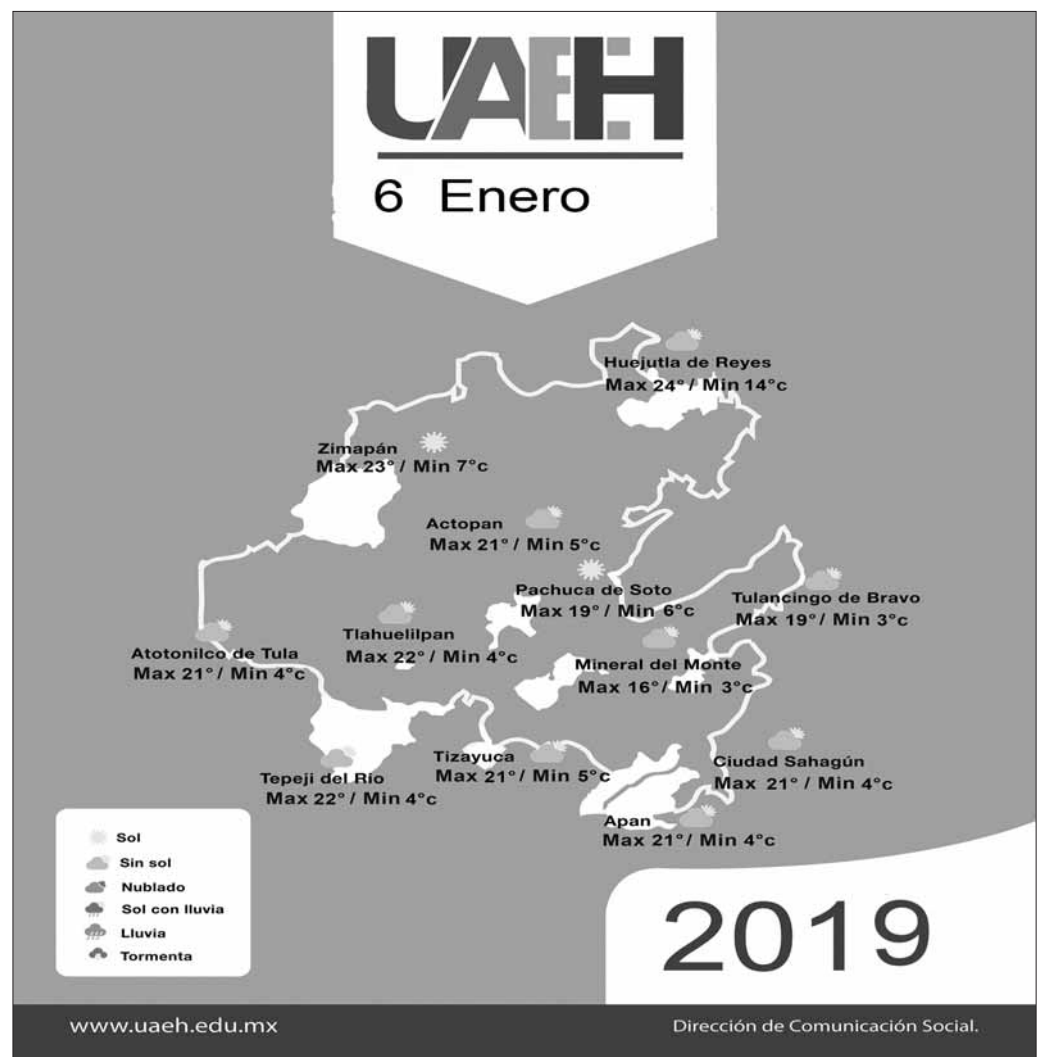 UAEH
6 Enero
Huejutla de Reyes
Max 24° / Min 14°c
Zimapán
Max 23° / Min 7°c
Actopan
Max 21° / Min 5°c
Pachuca de Soto
Max 19° / Min 6°c
Tulancingo de Bravo
Max 19° / Min 3°c
Tlahuelilpan
Max 22° / Min 4°c
Atotonilco de Tula
Max 21° / Min 4°c
Mineral del Monte
Max 16° / Min 3°c
Tepeji del Río
Max 22° / Min 4°c
Tizayuca
Max 21° / Min 5°c
Ciudad Sahagún
Max 21° / Min 4°c
Apan
Max 21° / Min 4°c
Sol
Sin sol
Nublado
Sol con lluvia
Lluvia
Tormenta
2019
www.uaeh.edu.mx
Dirección de Comunicación Social.